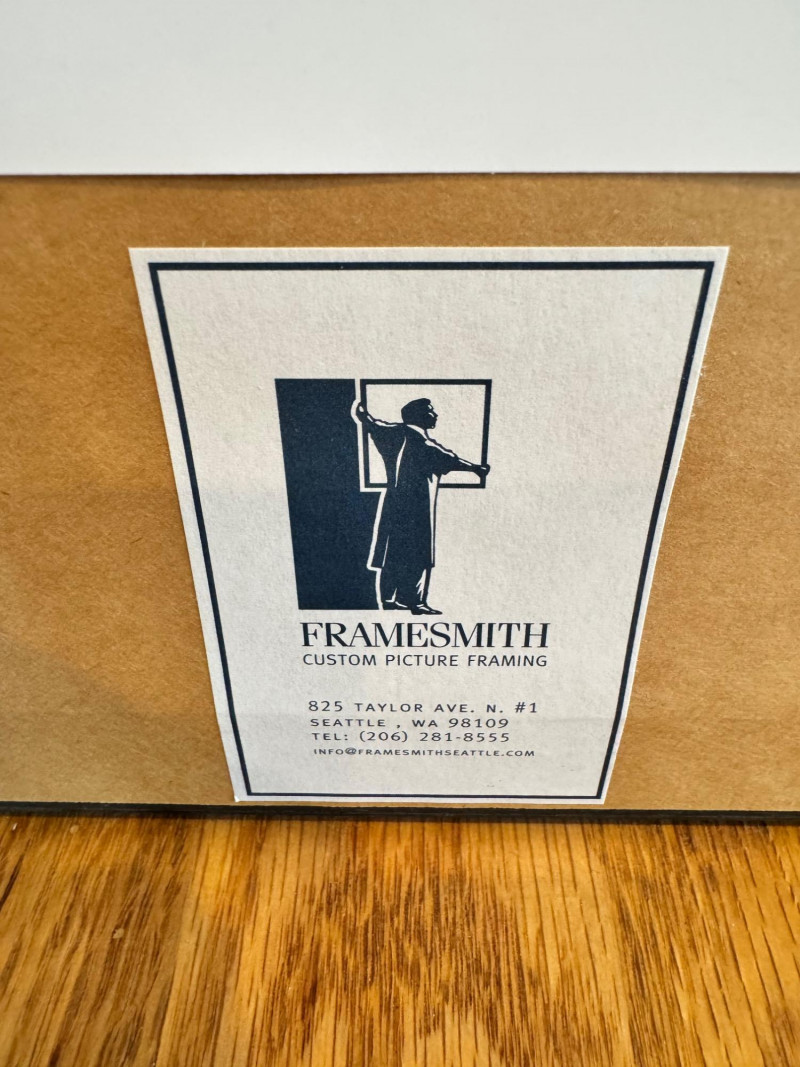 FRAMESMITH
CUSTOM PICTURE FRAMING
825 TAYLOR AVE. N. #1
SEATTLE , WA 98109
TEL: (206) 281-8555
INFO@FRAMESMITHSEATTLE.COM